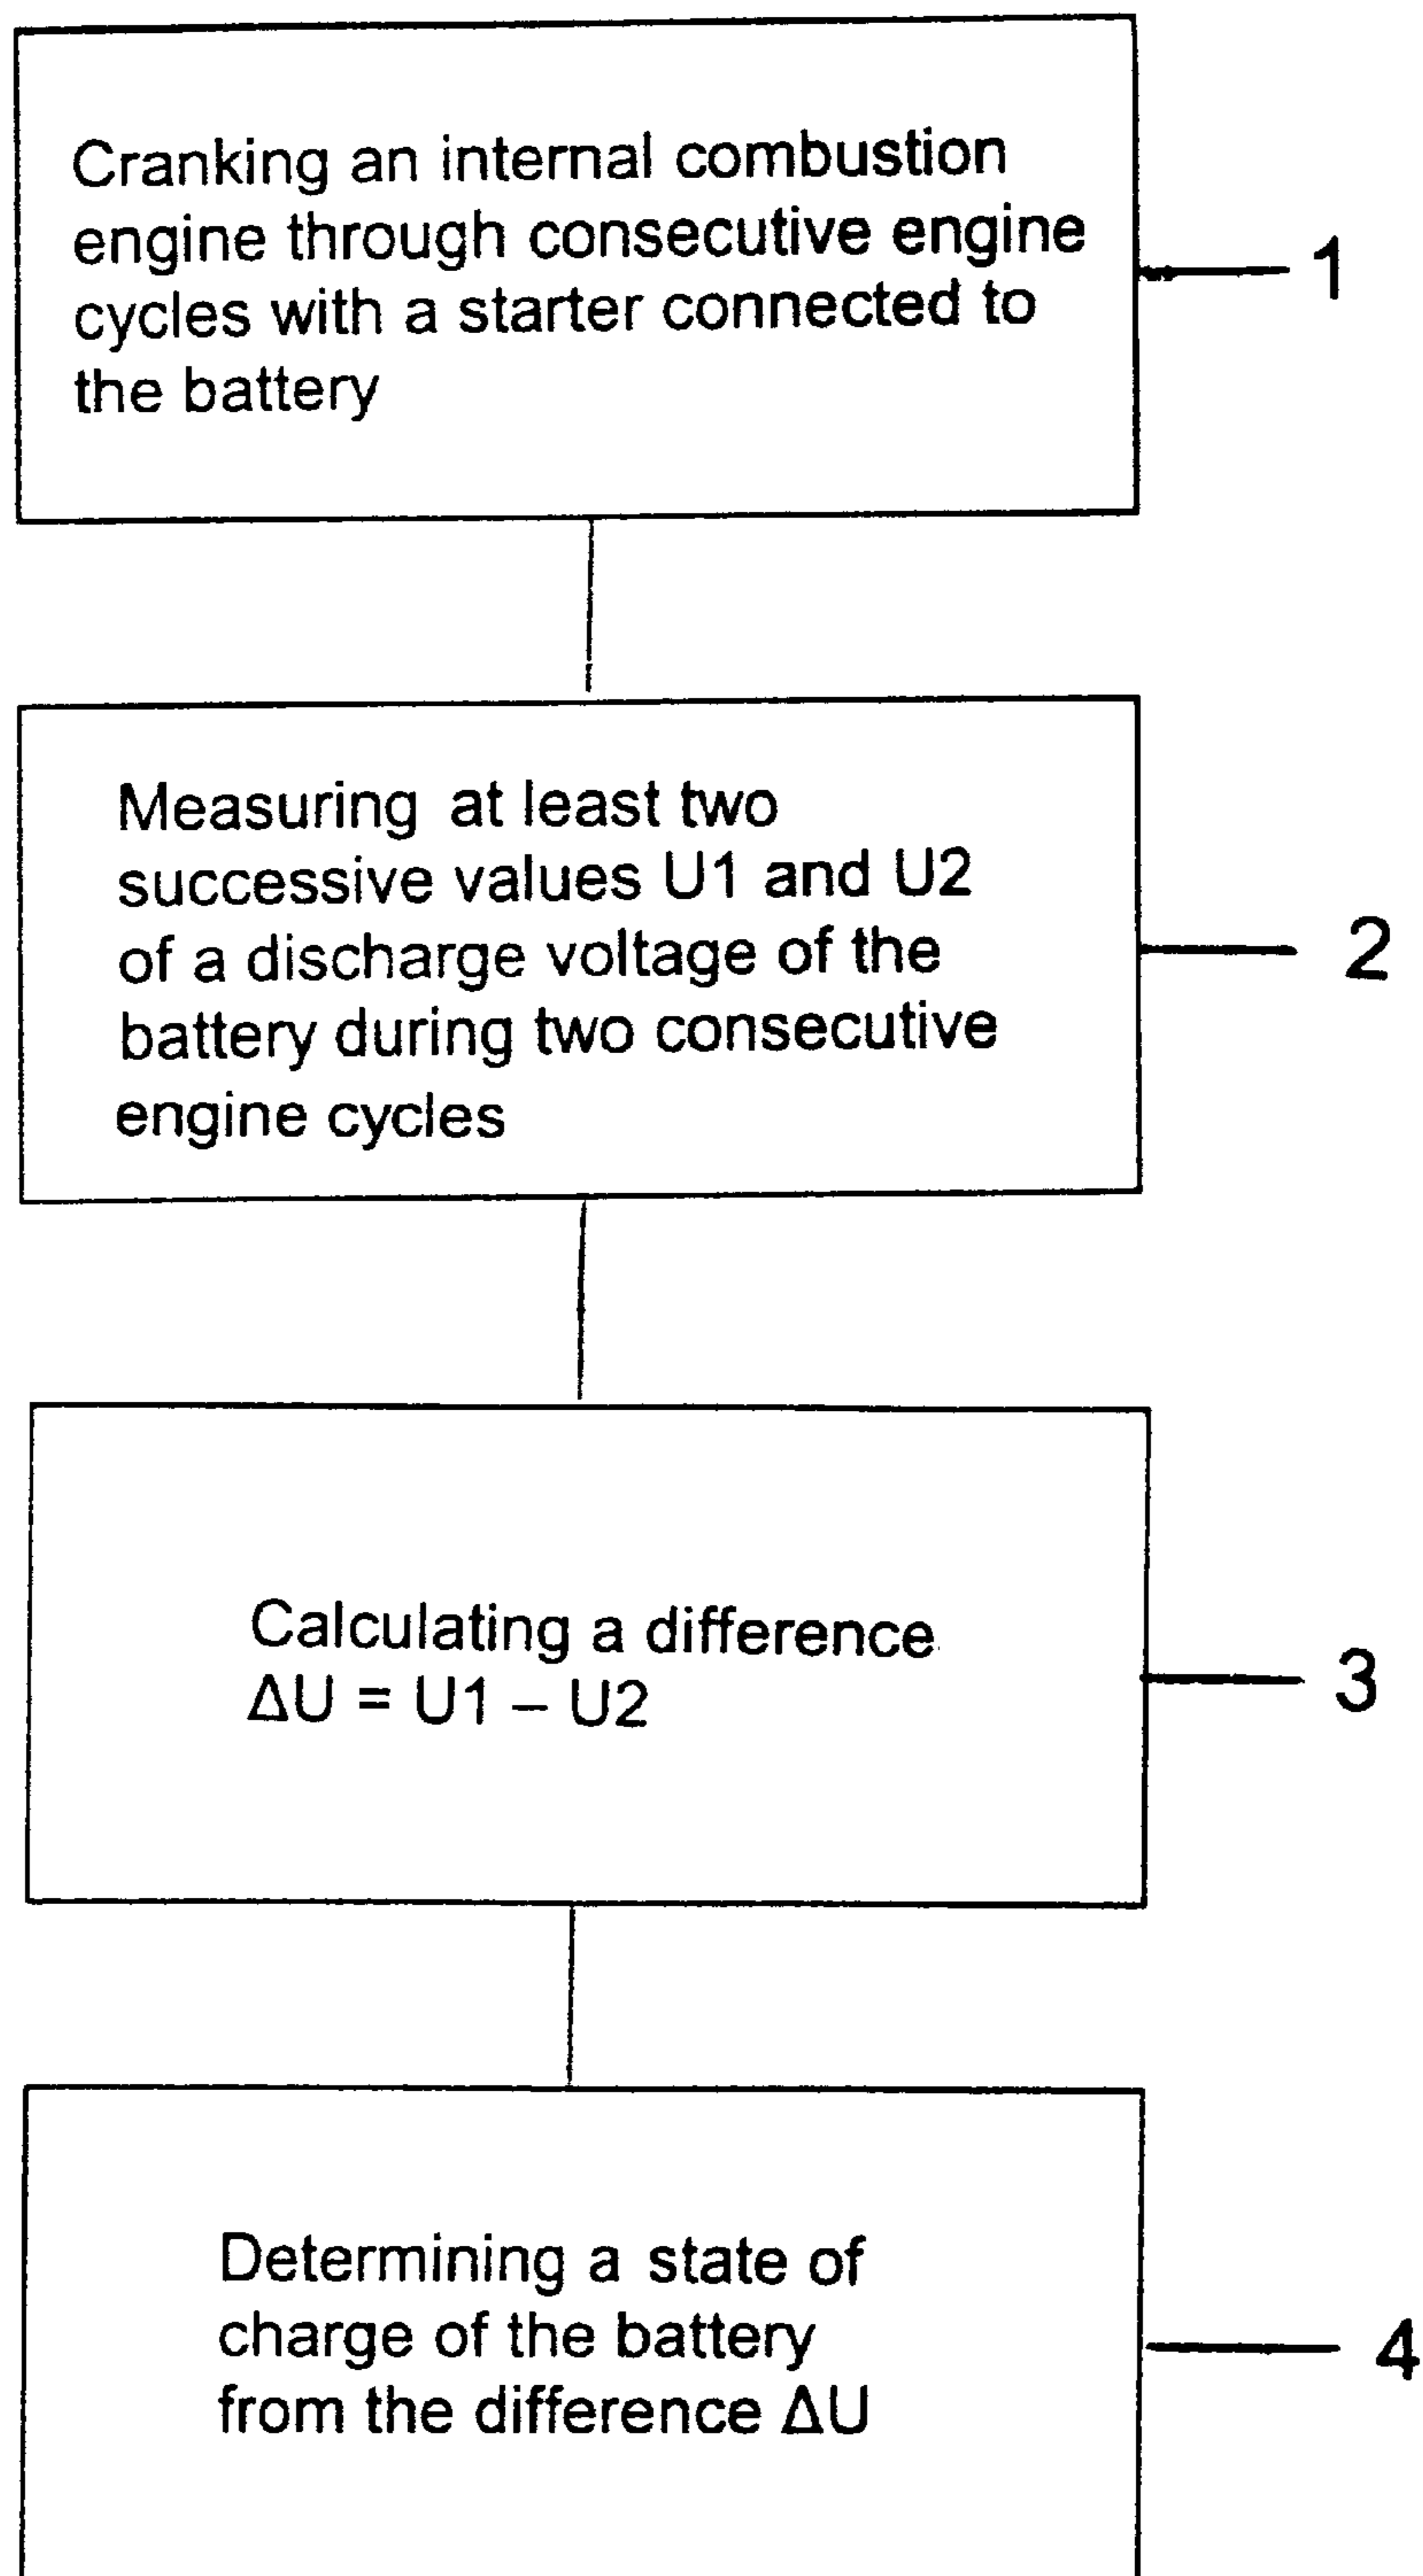 Cranking an internal combustion
engine through consecutive engine
cycles with a starter connected to
the battery
1
Measuring at least two
successive values U1 and U2
of a discharge voltage of the
battery during two consecutive
engine cycles
2
Calculating a difference
ΔU = U1 – U2
3
Determining a state of
charge of the battery
from the difference ΔU
4